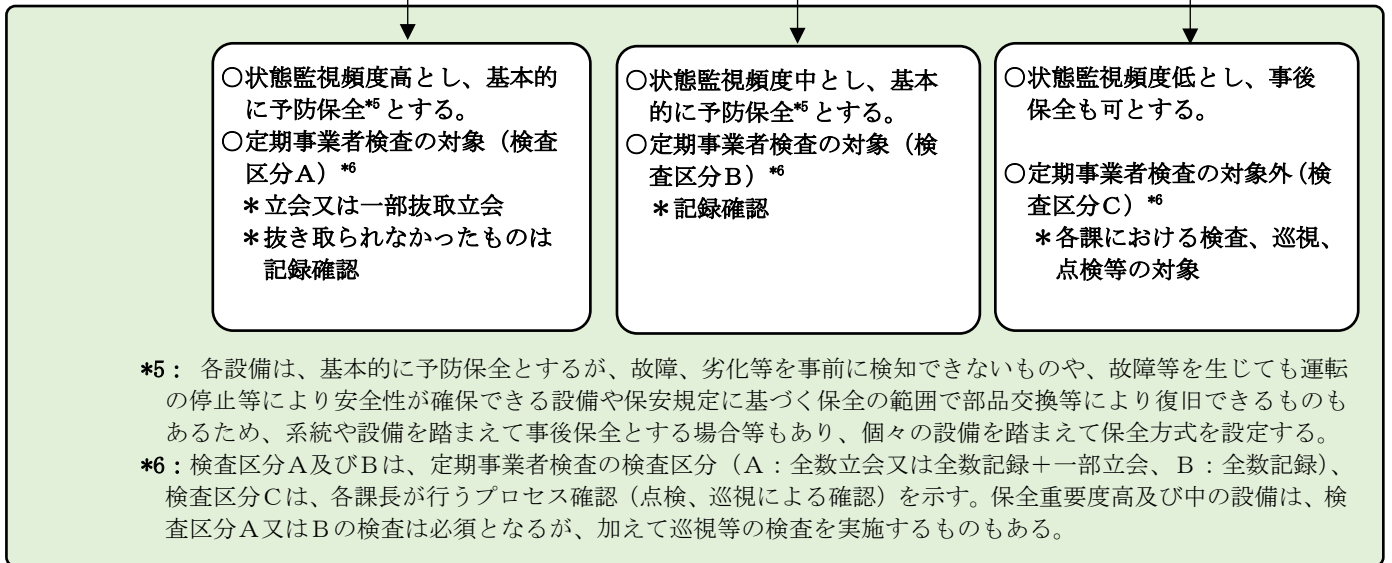 ○状態監視頻度高とし、基本的
に予防保全*5とする。
○定期事業者検査の対象（検査
区分Ａ）*6
＊立会又は一部抜取立会
＊抜き取られなかったものは
記録確認
○状態監視頻度中とし、基本
的に予防保全*5とする。
○定期事業者検査の対象（検
査区分Ｂ）*6
＊記録確認
○状態監視頻度低とし、事後
保全も可とする。
○定期事業者検査の対象外（検
査区分Ｃ）*6
＊各課における検査、巡視、
点検等の対象
*5： 各設備は、基本的に予防保全とするが、故障、劣化等を事前に検知できないものや、故障等を生じても運転
の停止等により安全性が確保できる設備や保安規定に基づく保全の範囲で部品交換等により復旧できるものも
あるため、系統や設備を踏まえて事後保全とする場合等もあり、個々の設備を踏まえて保全方式を設定する。
*6：検査区分Ａ及びＢは、定期事業者検査の検査区分（Ａ：全数立会又は全数記録＋一部立会、Ｂ：全数記録）、
検査区分Ｃは、各課長が行うプロセス確認（点検、巡視による確認）を示す。保全重要度高及び中の設備は、検
査区分Ａ又はＢの検査は必須となるが、加えて巡視等の検査を実施するものもある。